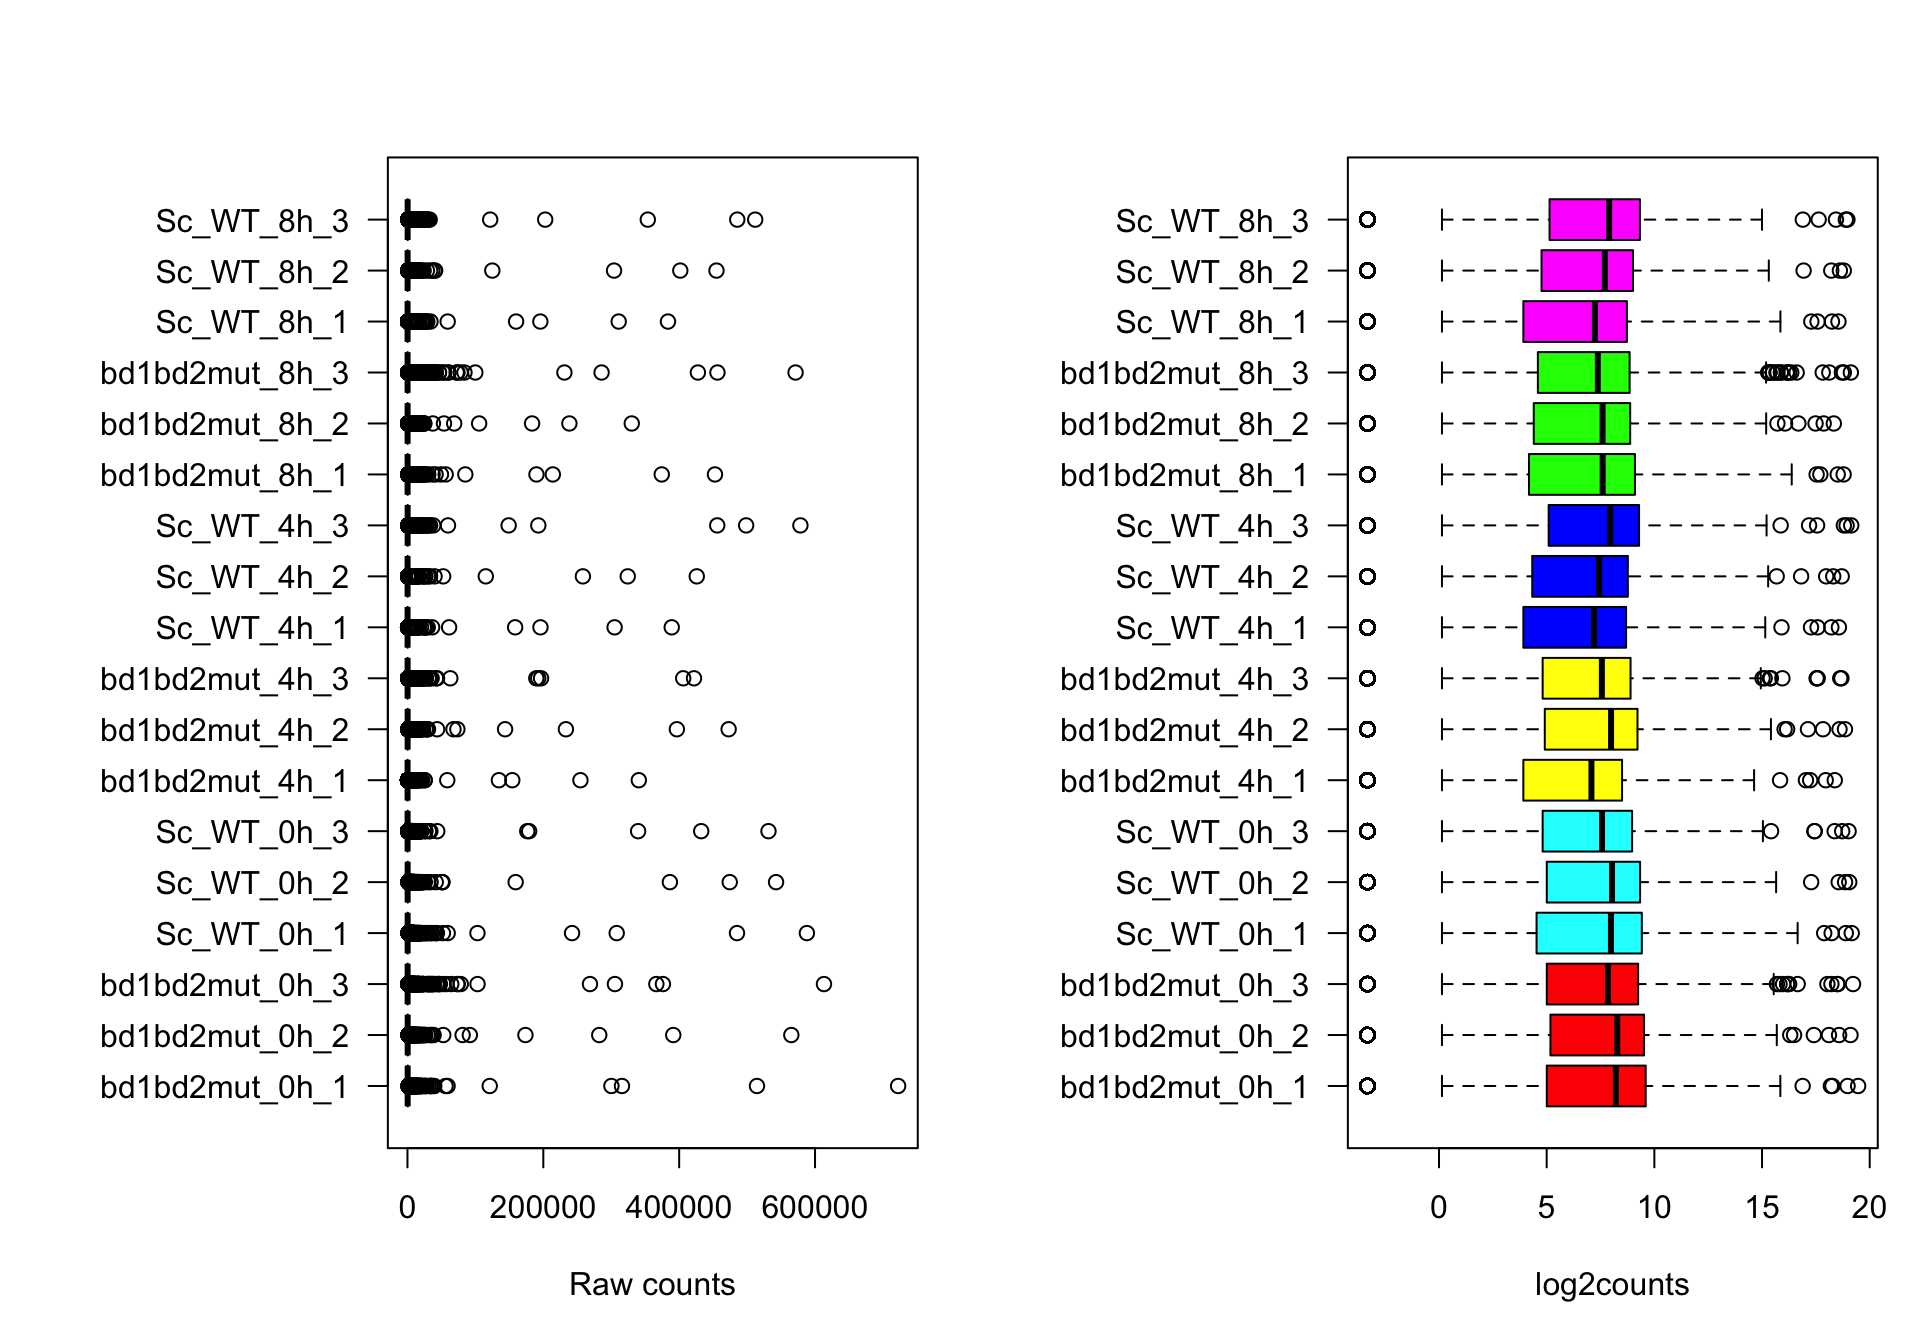 Sc_WT_8h_3
Sc_WT_8h_2
Sc_WT_8h_1
bd1bd2mut_8h_3
bd1bd2mut_8h_2
bd1bd2mut_8h_1
Sc_WT_4h_3
Sc_WT_4h_2
Sc_WT_4h_1
bd1bd2mut_4h_3
bd1bd2mut_4h_2
bd1bd2mut_4h_1
Sc_WT_0h_3
Sc_WT_0h_2
Sc_WT_0h_1
bd1bd2mut_0h_3
bd1bd2mut_0h_2
bd1bd2mut_0h_1
0 200000 400000 600000
Raw counts
Sc_WT_8h_3
Sc_WT_8h_2
Sc_WT_8h_1
bd1bd2mut_8h_3
bd1bd2mut_8h_2
bd1bd2mut_8h_1
Sc_WT_4h_3
Sc_WT_4h_2
Sc_WT_4h_1
bd1bd2mut_4h_3
bd1bd2mut_4h_2
bd1bd2mut_4h_1
Sc_WT_0h_3
Sc_WT_0h_2
Sc_WT_0h_1
bd1bd2mut_0h_3
bd1bd2mut_0h_2
bd1bd2mut_0h_1
0 5 10 15 20
log2counts